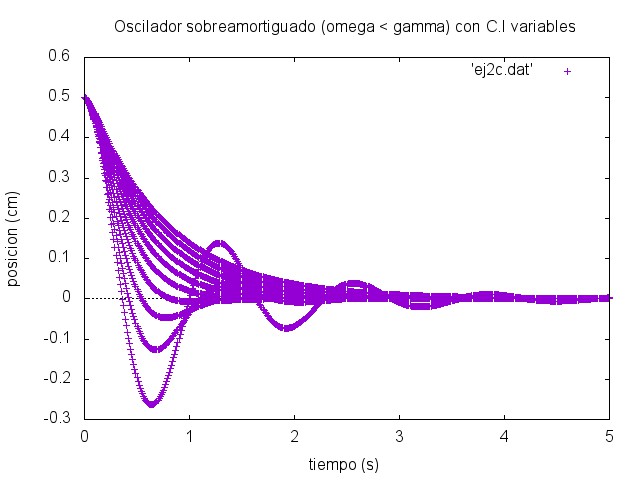 Oscilador sobreamortiguado (omega < gamma) con C.I variables
'ej2c.dat'
0.6
0.5
0.4
0.3
0.2
0.1
0
-0.1
-0.2
-0.3
posicion (cm)
0 1 2 3 4 5
tiempo (s)